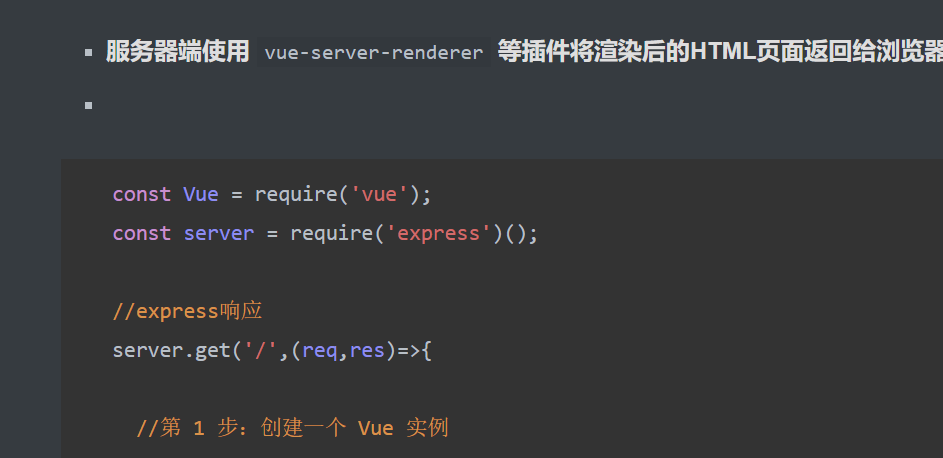 服务器端使用 vue-server-renderer 等插件将渲染后的HTML页面返回给浏览器
const Vue = require('vue');
const server = require('express')();
//express响应
server.get('/',(req,res)=>{
//第 1 步：创建一个 Vue 实例